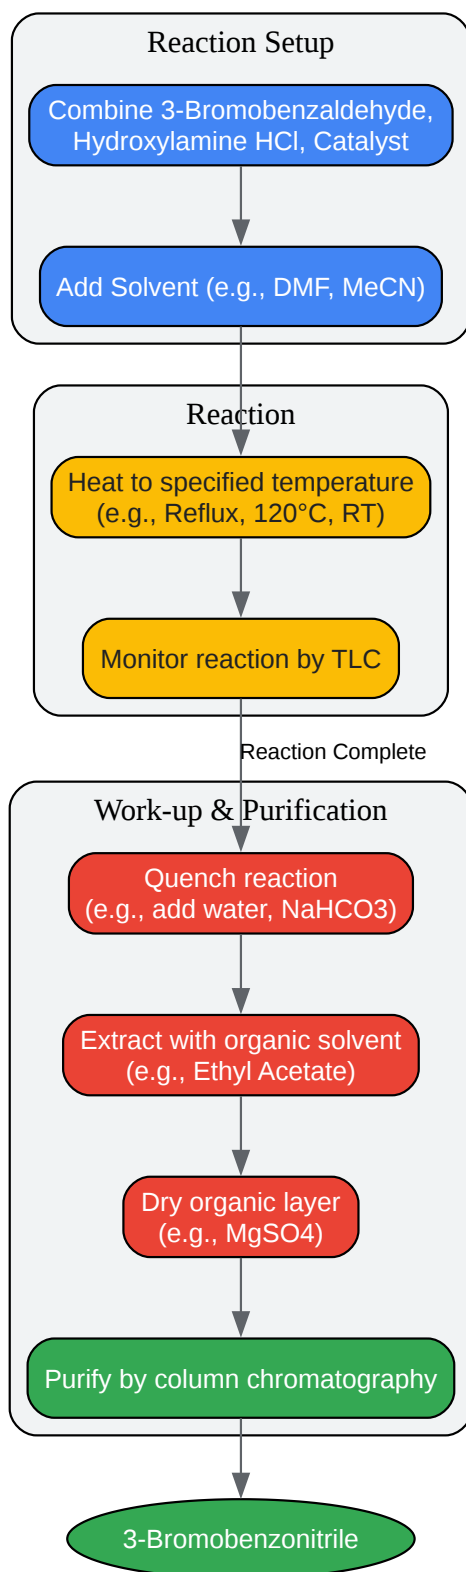 Reaction Setup
Combine 3-Bromobenzaldehyde,
Hydroxylamine HCl, Catalyst
Add Solvent (e.g., DMF, MeCN)
Reaction
Heat to specified temperature
(e.g., Reflux, 120°C, RT)
Monitor reaction by TLC
Reaction Complete
Work-up & Purification
Quench reaction
(e.g., add water, NaHCO3)
Extract with organic solvent
(e.g., Ethyl Acetate)
Dry organic layer
(e.g., MgSO4)
Purify by column chromatography
3-Bromobenzonitrile